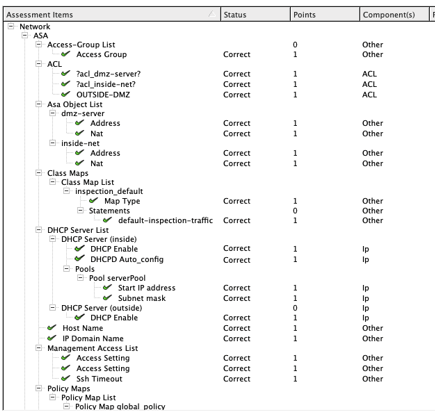 Assessment Items Status Points Component(s)
Network
ASA
Access-Group List 0 Other
Access Group Correct 1 Other
ACL
?acl_dmz-server? Correct 1 ACL
?acl_inside-net? Correct 1 ACL
OUTSIDE-DMZ Correct 1 ACL
Asa Object List
dmz-server
Address Correct 1 Other
Nat Correct 1 Other
inside-net
Address Correct 1 Other
Nat Correct 1 Other
Class Maps
Class Map List
inspection_default
Map Type Correct 1 Other
Statements 0 Other
default-inspection-traffic Correct 1 Other
DHCP Server List
DHCP Server (inside)
DHCP Enable Correct 1 Ip
DHCPD Auto_config Correct 1 Ip
Pools
Pool serverPool
Start IP address Correct 1 Ip
Subnet mask Correct 1 Ip
DHCP Server (outside) 0 Ip
DHCP Enable Correct 1 Ip
Host Name Correct 1 Other
IP Domain Name Correct 1 Other
Management Access List
Access Setting Correct 1 Other
Access Setting Correct 1 Other
Ssh Timeout Correct 1 Other
Policy Maps
Policy Map List
Policy Map global_policy